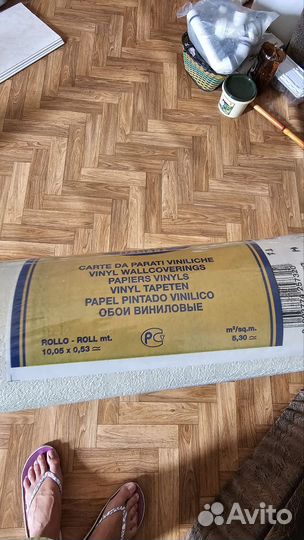 CARTE DA PARATI VINILICHE
VINYL WALLCOVERINGS
PAPIERS VINYLS
VINYL TAPETEN
PAPEL PINTADO VINILICO
ОБОИ ВИНИЛОВЫЕ
ROLLO - ROLL mt.
10,05 x 0,53
PG
m²/sq.m.
5,30
Avito